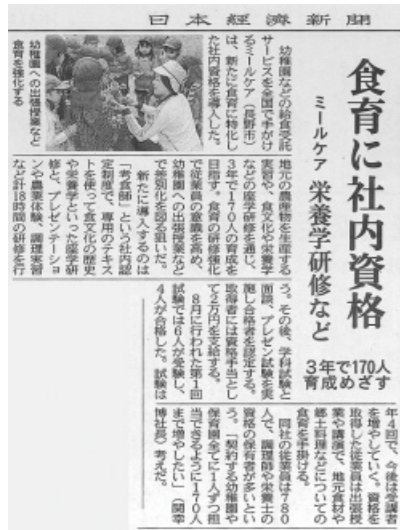 日本経済新聞
食育に社内資格
ミールケア 栄養学研修など
3年で170人
育成めざす
幼稚園への出張授業など
食育を強化する
幼稚園などの給食受託
サービスを全国で手がけ
るミールケア(長野市)
は、新たに食育に特化し
た社内資格を導入した。
地元の農産物を生産する
実習や、食文化や栄養学
などの座学研修を通じ、
3年で170人の育成を
目指す。食育の研修強化
で従業員の意識を高め、
幼稚園への出張授業など
で差別化を図る狙いだ。
新たに導入するのは
「考食師」という社内認
定制度で、専用のテキス
トを使って食文化の歴史
や栄養学といった座学研
修と、プレゼンテーショ
ンや農業体験、調理実習
など計18時間の研修を行
う。その後、学科試験と
面談、プレゼン試験を実
施し合格者を認定する。
取得者には資格手当とし
て2万円を支給する。
8月に行われた第1回
試験では6人が受験し、
4人が合格した。試験は
年4回で、今後は受講者
を増やしていく。資格を
取得した従業員は出張授
業や講演で、地元食材や
郷土料理などについての
食育を手掛ける。
同社の従業員は780
人で、調理師や栄養士の
資格の保有者が多いとい
う。「契約する幼稚園や
保育園全てに1人ずつ担
当できるように170人
まで増やしたい」(関幸
博社長)考えだ。